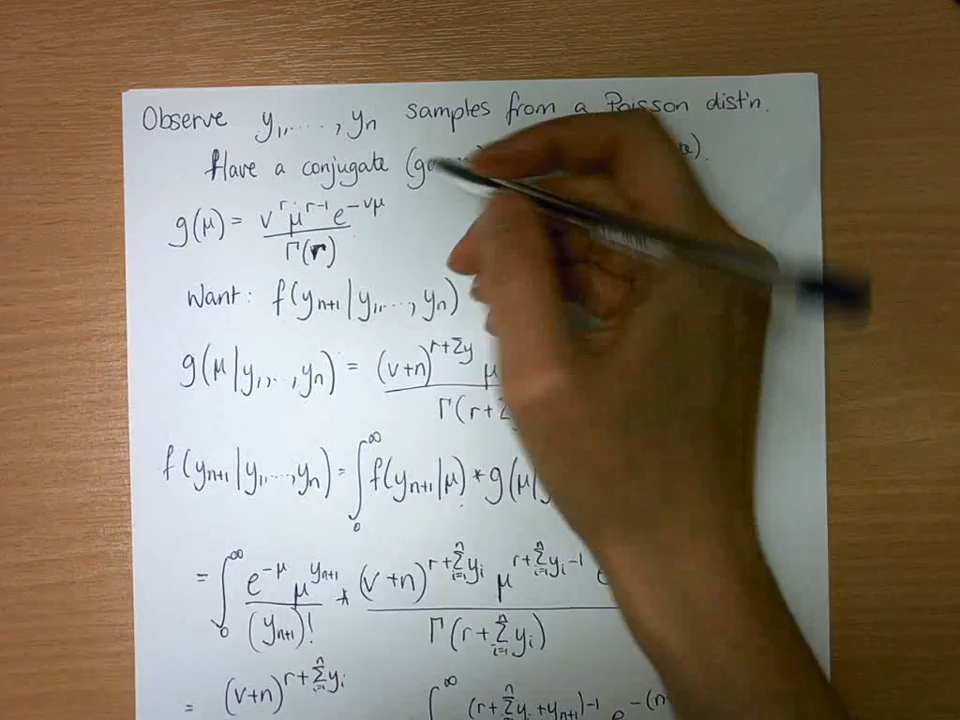 Observe y₁,....,yₙ samples from a Poisson dist'n.
Have a conjugate
g(μ) = v^r μ^{r-1} e^{-vμ} / Γ(r)
Want: f(yₙ₊₁|y₁,...,yₙ)
g(μ|y₁,...,yₙ) = (v+n)^{r+Σy} μ / Γ(r+Σ
f(yₙ₊₁|y₁,...,yₙ) = ∫₀^∞ f(yₙ₊₁|μ) * g(μ|y
= ∫₀^∞ e^{-μ} μ^{yₙ₊₁} / (yₙ₊₁)! * (v+n)^{r+Σ_{i=1}^{n} yᵢ} μ^{r+Σ_{i=1}^{n} yᵢ-1} e / Γ(r+Σ_{i=1}^{n} yᵢ)
= (v+n)^{r+Σ_{i=1}^{n} yᵢ} ∫^∞ (r+Σ^{n} yᵢ+yₙ₊₁)-1 e^{-(n